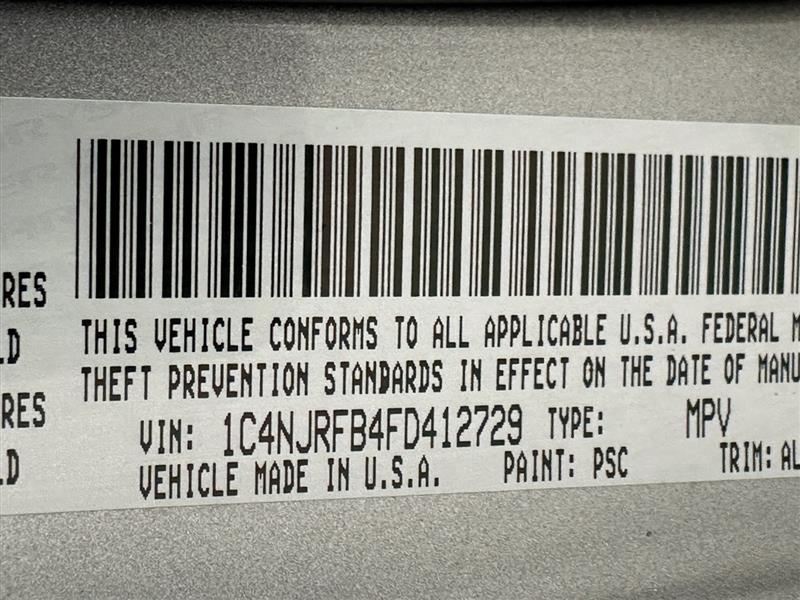 RES
LD
RES
LD
THIS VEHICLE CONFORMS TO ALL APPLICABLE U.S.A. FEDERAL M
THEFT PREVENTION STANDARDS IN EFFECT ON THE DATE OF MANU
VIN: 1C4NJRFB4FD412729 TYPE: MPV
VEHICLE MADE IN U.S.A. PAINT: PSC TRIM: AL